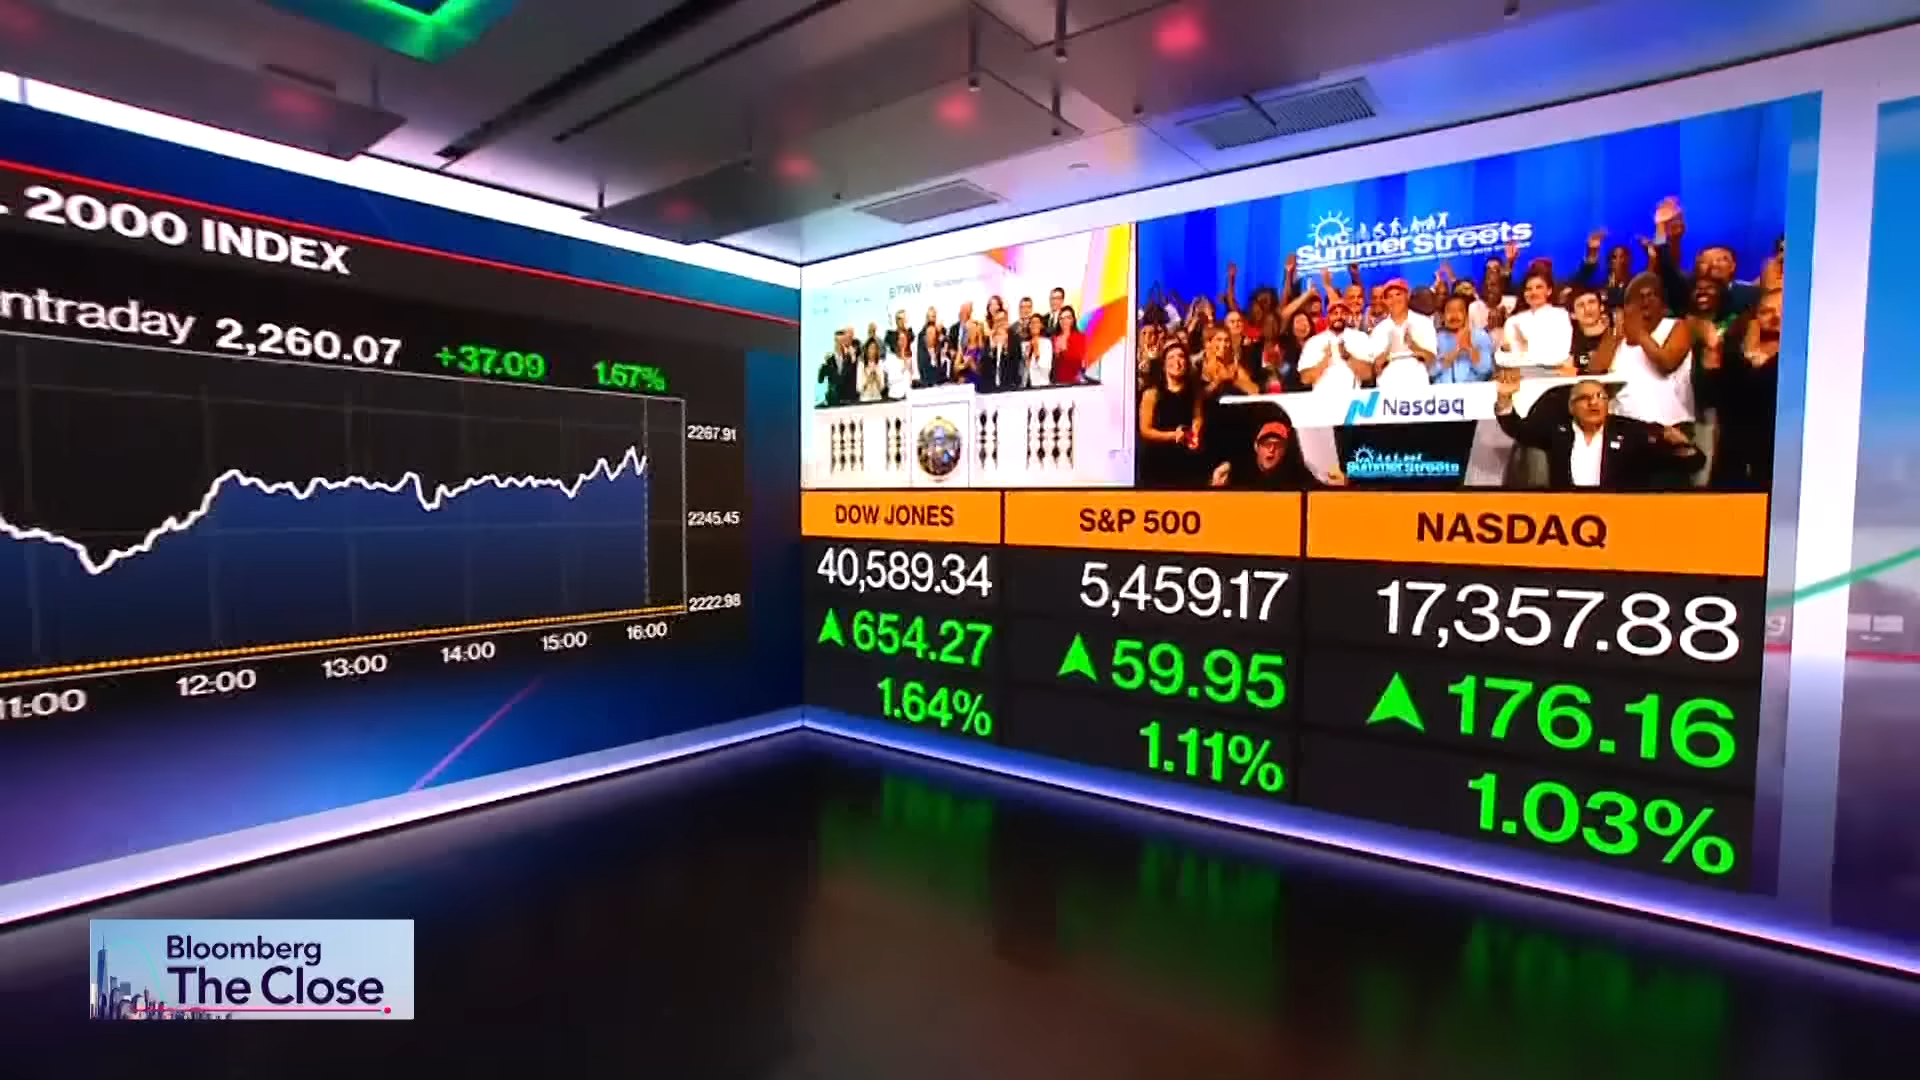 . 2000 INDEX
ntraday 2,260.07 +37.09 1.67%
2267.91
2245.45
2222.98
11:00 12:00 13:00 14:00 15:00 16:00
NYC
SummerStreets
Nasdaq
SummerStreets
DOW JONES S&P 500 NASDAQ
40,589.34 5,459.17 17,357.88
654.27 59.95 176.16
1.64% 1.11% 1.03%
Bloomberg
The Close